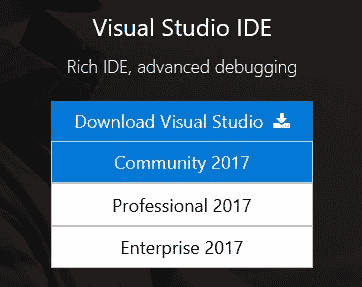 Visual Studio IDE
Rich IDE, advanced debugging
Download Visual Studio
Community 2017
Professional 2017
Enterprise 2017